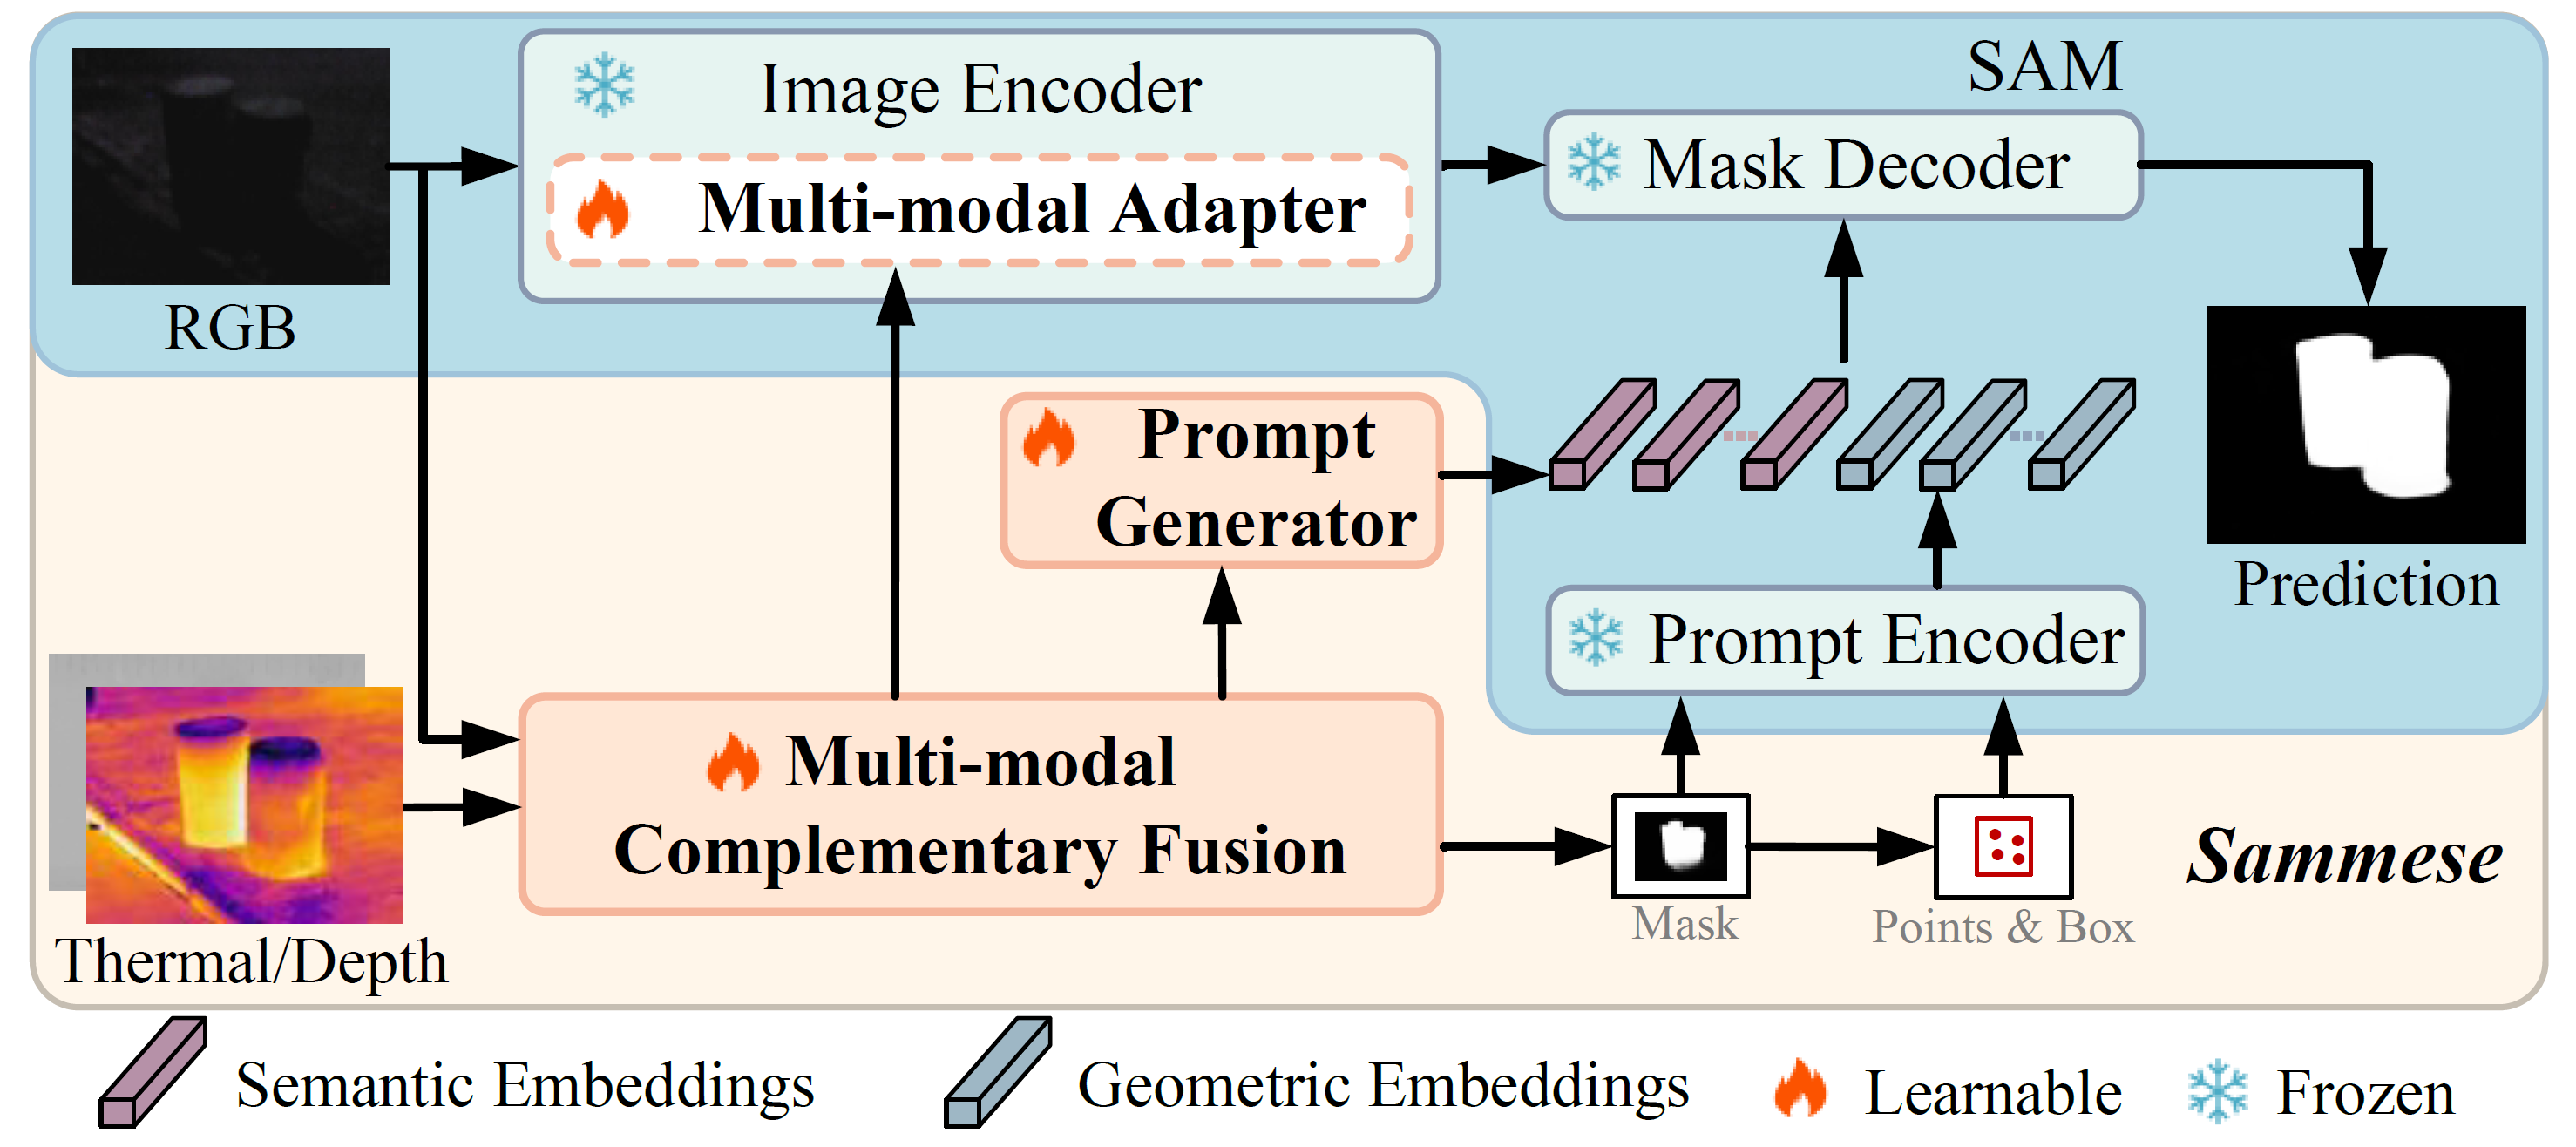 Image Encoder
SAM
Mask Decoder
Multi-modal Adapter
RGB
Prompt
Generator
Prediction
Prompt Encoder
Multi-modal
Complementary Fusion
Sammese
Mask
Points & Box
Thermal/Depth
Semantic Embeddings
Geometric Embeddings
Learnable
Frozen